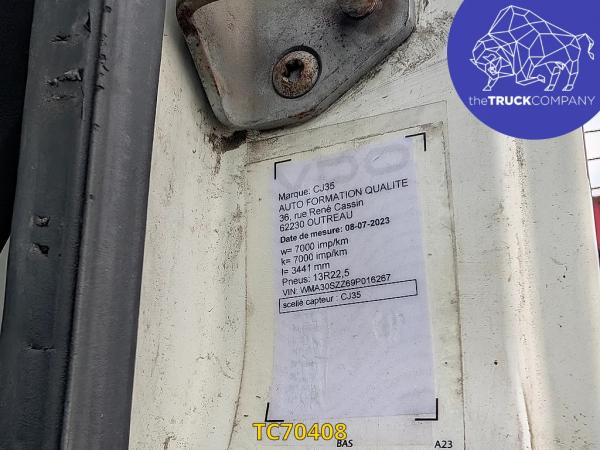 theTRUCKCOMPANY
VDO
Marque: CJ35
AUTO FORMATION QUALITE
36, rue René Cassin
62230 OUTREAU
Date de mesure: 08-07-2023
w= 7000 imp/km
k= 7000 imp/km
l= 3441 mm
Pneus: 13R22,5
VIN: WMA30SZZ69P016267
scellé capteur : CJ35
TC70408
BAS
A23